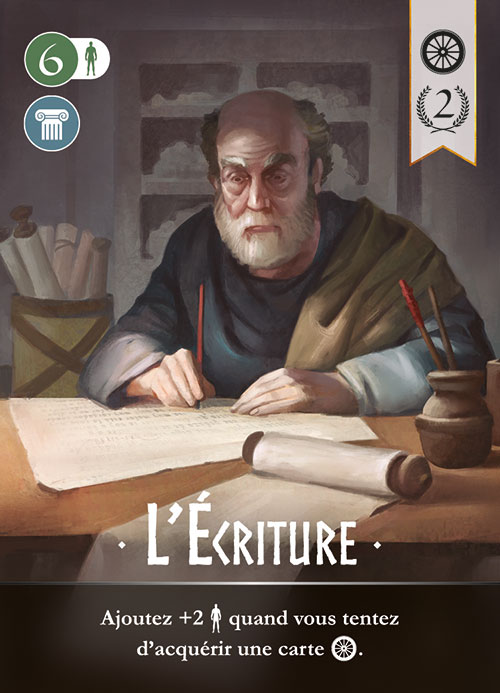 6
2
L'Écriture
Ajoutez +2 quand vous tentez
d'acquérir une carte .